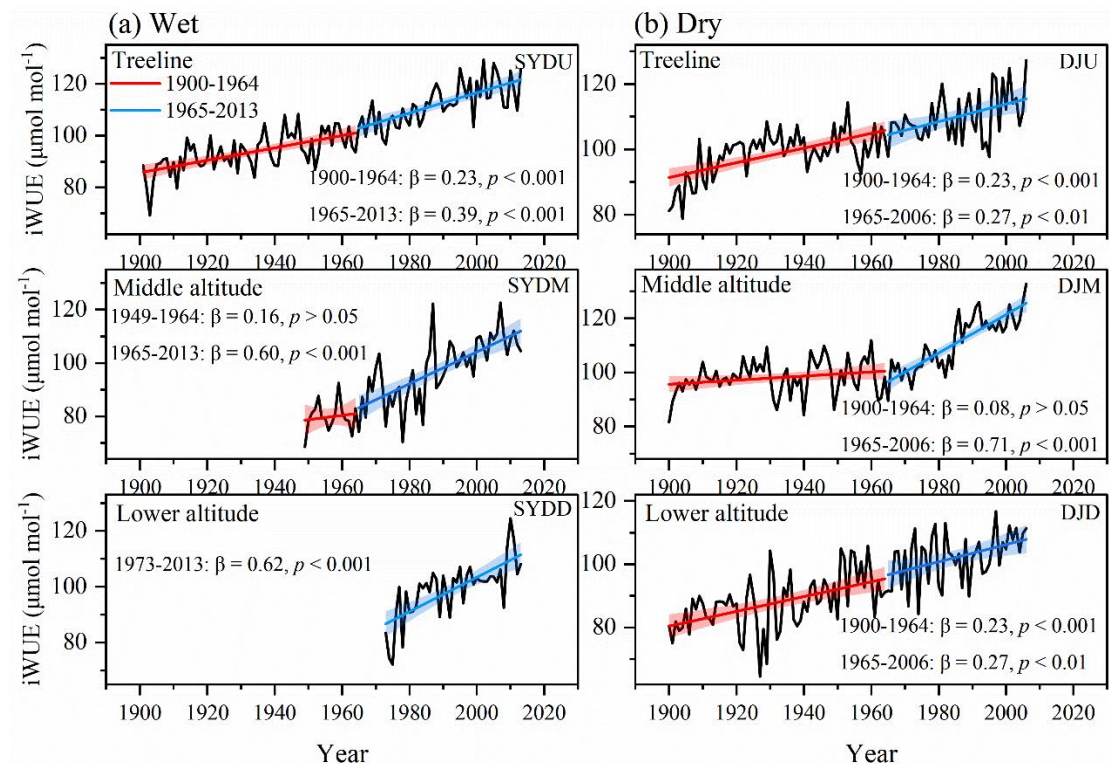 (a) Wet
(b) Dry
iWUE (μmol mol⁻¹)
120
100
80
Treeline
SYDU
1900-1964
1965-2013
1900-1964: β = 0.23, p < 0.001
1965-2013: β = 0.39, p < 0.001
1900 1920 1940 1960 1980 2000 2020
120
100
80
Treeline
DJU
1900-1964: β = 0.23, p < 0.001
1965-2006: β = 0.27, p < 0.01
1900 1920 1940 1960 1980 2000 2020
iWUE (μmol mol⁻¹)
120
100
80
Middle altitude
SYDM
1949-1964: β = 0.16, p > 0.05
1965-2013: β = 0.60, p < 0.001
1900 1920 1940 1960 1980 2000 2020
120
100
80
Middle altitude
DJM
1900-1964: β = 0.08, p > 0.05
1965-2006: β = 0.71, p < 0.001
1900 1920 1940 1960 1980 2000 2020
iWUE (μmol mol⁻¹)
120
100
80
Lower altitude
SYDD
1973-2013: β = 0.62, p < 0.001
1900 1920 1940 1960 1980 2000 2020
Year
120
100
80
Lower altitude
DJD
1900-1964: β = 0.23, p < 0.001
1965-2006: β = 0.27, p < 0.01
1900 1920 1940 1960 1980 2000 2020
Year